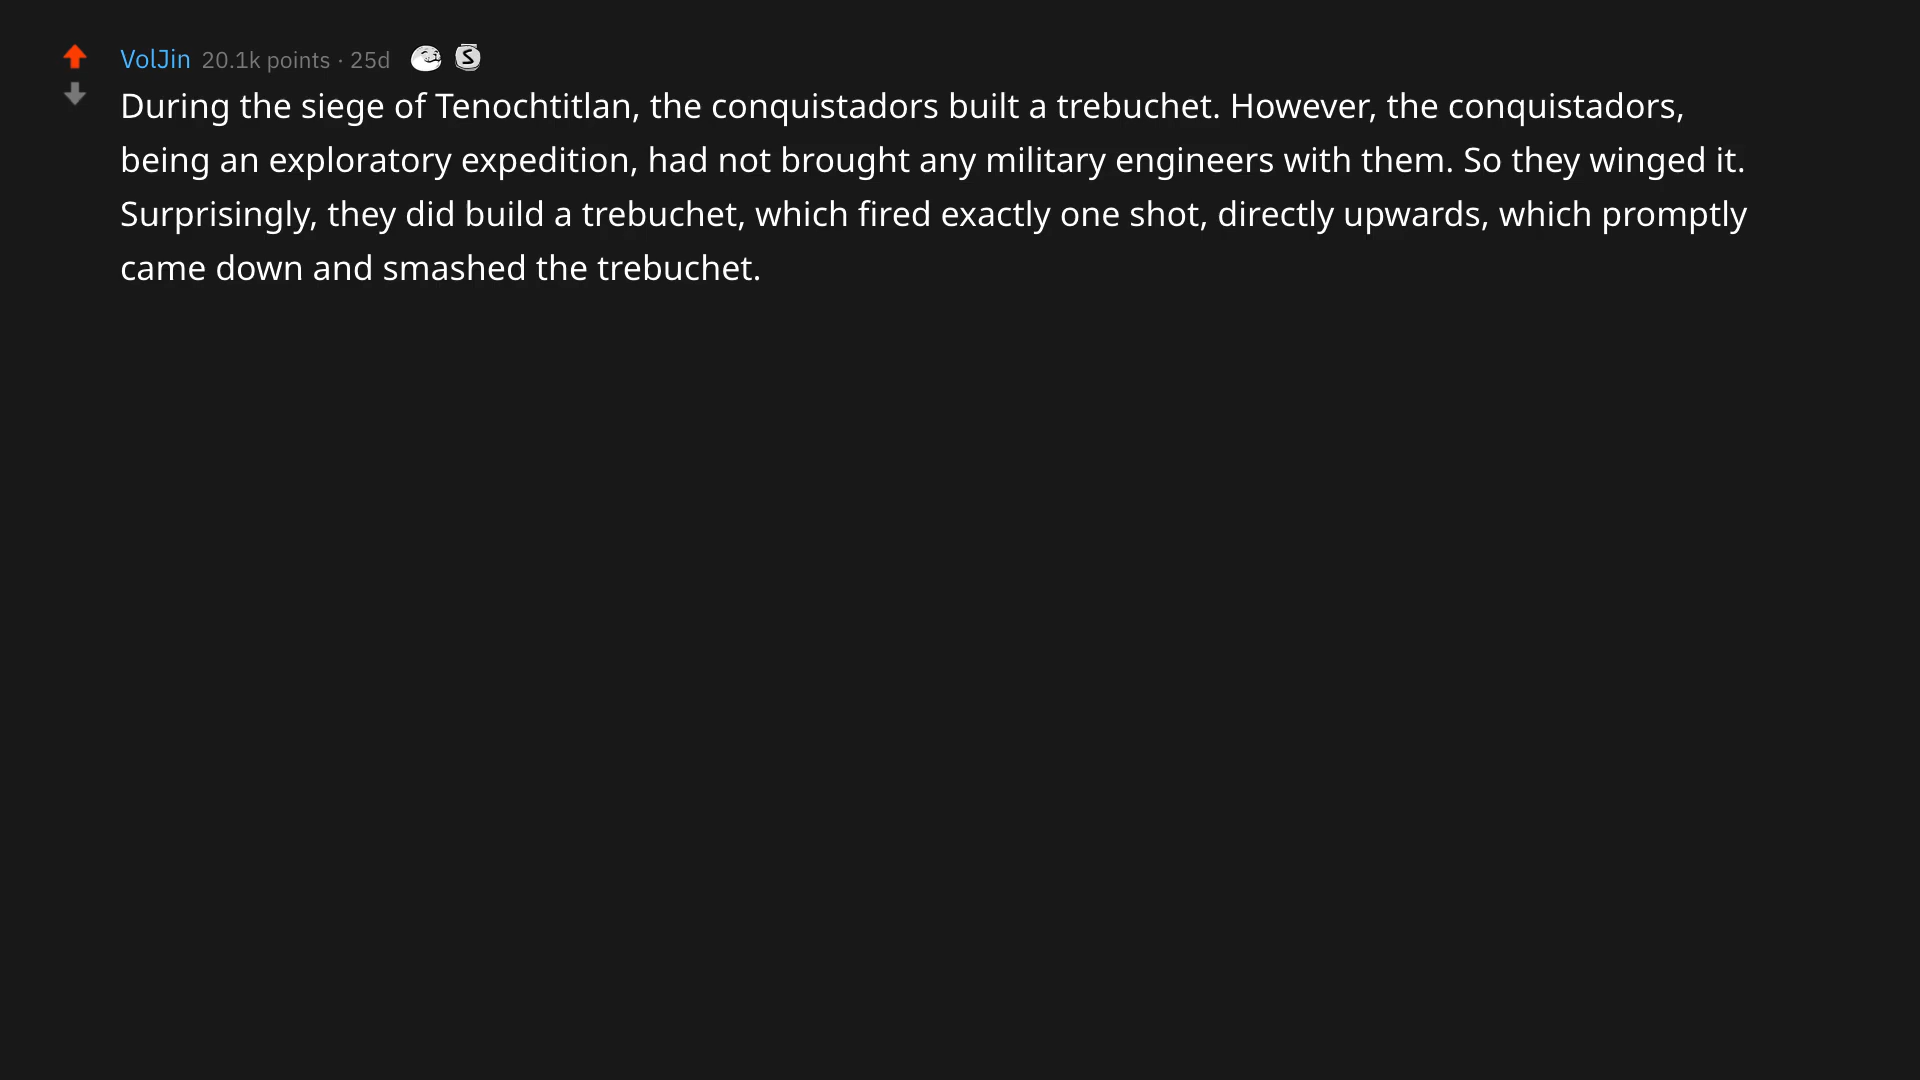 VolJin 20.1k points · 25d
During the siege of Tenochtitlan, the conquistadors built a trebuchet. However, the conquistadors,
being an exploratory expedition, had not brought any military engineers with them. So they winged it.
Surprisingly, they did build a trebuchet, which fired exactly one shot, directly upwards, which promptly
came down and smashed the trebuchet.